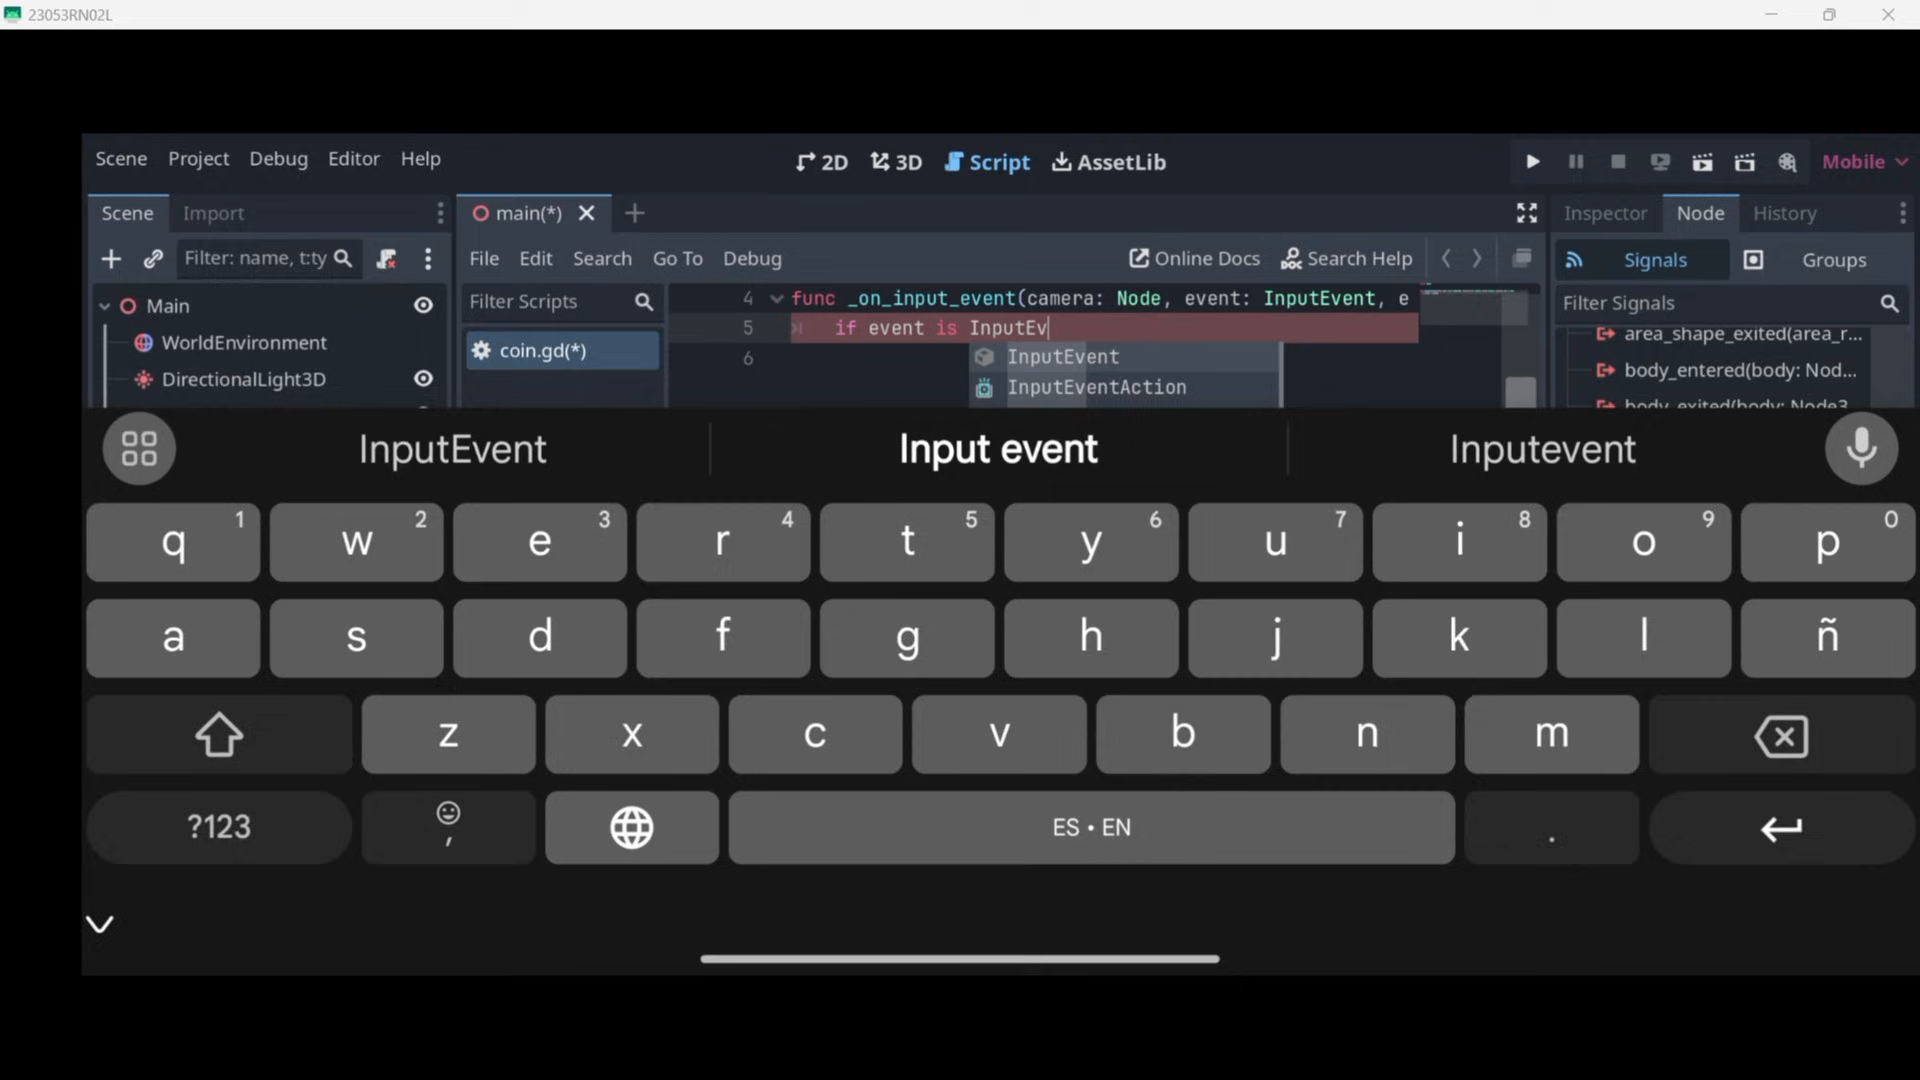 23053RN02L
Scene Project Debug Editor Help
2D 3D Script AssetLib
Mobile
Scene Import
main(*)
Inspector Node History
Filter: name, t:ty
File Edit Search Go To Debug
Online Docs Search Help
Signals Groups
Main
WorldEnvironment
DirectionalLight3D
Filter Scripts
coin.gd(*)
4 func _on_input_event(camera: Node, event: InputEvent, e
5 if event is InputEv
6
InputEvent
InputEventAction
Filter Signals
area_shape_exited(area_r...
body_entered(body: Nod...
body_exited(body: Node3
InputEvent Input event Inputevent
q 1 w 2 e 3 r 4 t 5 y 6 u 7 i 8 o 9 p 0
a s d f g h j k l ñ
z x c v b n m
?123 , ES • EN .